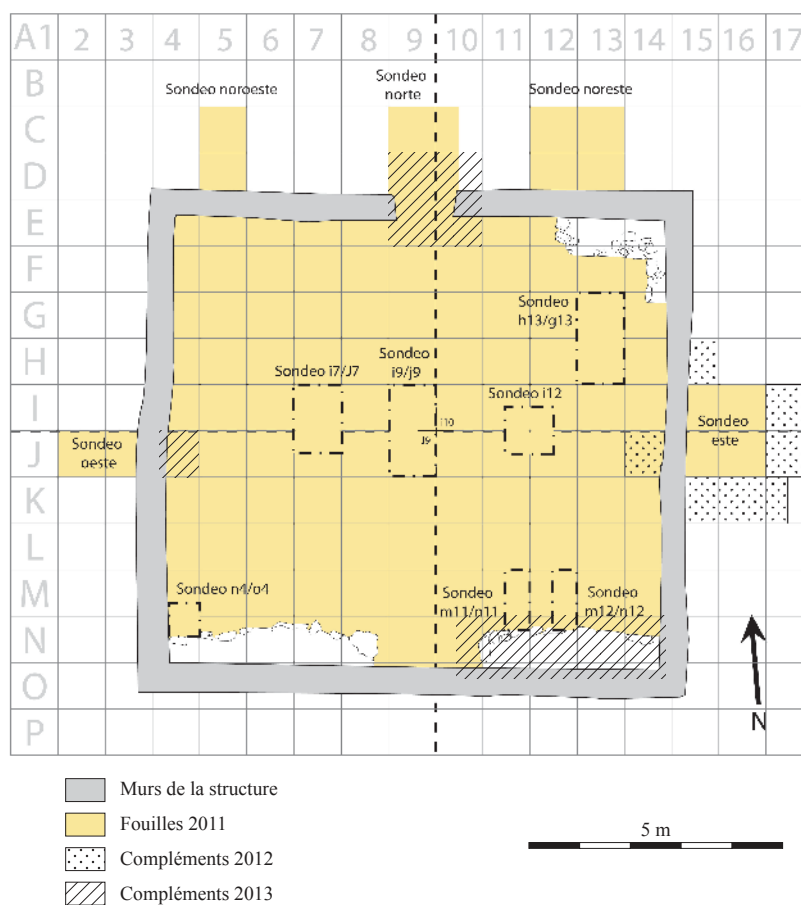 A1 2 3 4 5 6 7 8 9 10 11 12 13 14 15 16 17
B
C
D
E
F
G
H
I
J
K
L
M
N
O
P
Sondeo noroeste
Sondeo
norte
Sondeo noreste
Sondeo
h13/g13
Sondeo i7/J7
Sondeo
i9/j9
Sondeo i12
i10
J9
Sondeo
oeste
Sondeo
este
Sondeo n4/o4
Sondeo
m11/n11
Sondeo
m12/n12
N
Murs de la structure
Fouilles 2011
Compléments 2012
Compléments 2013
5 m